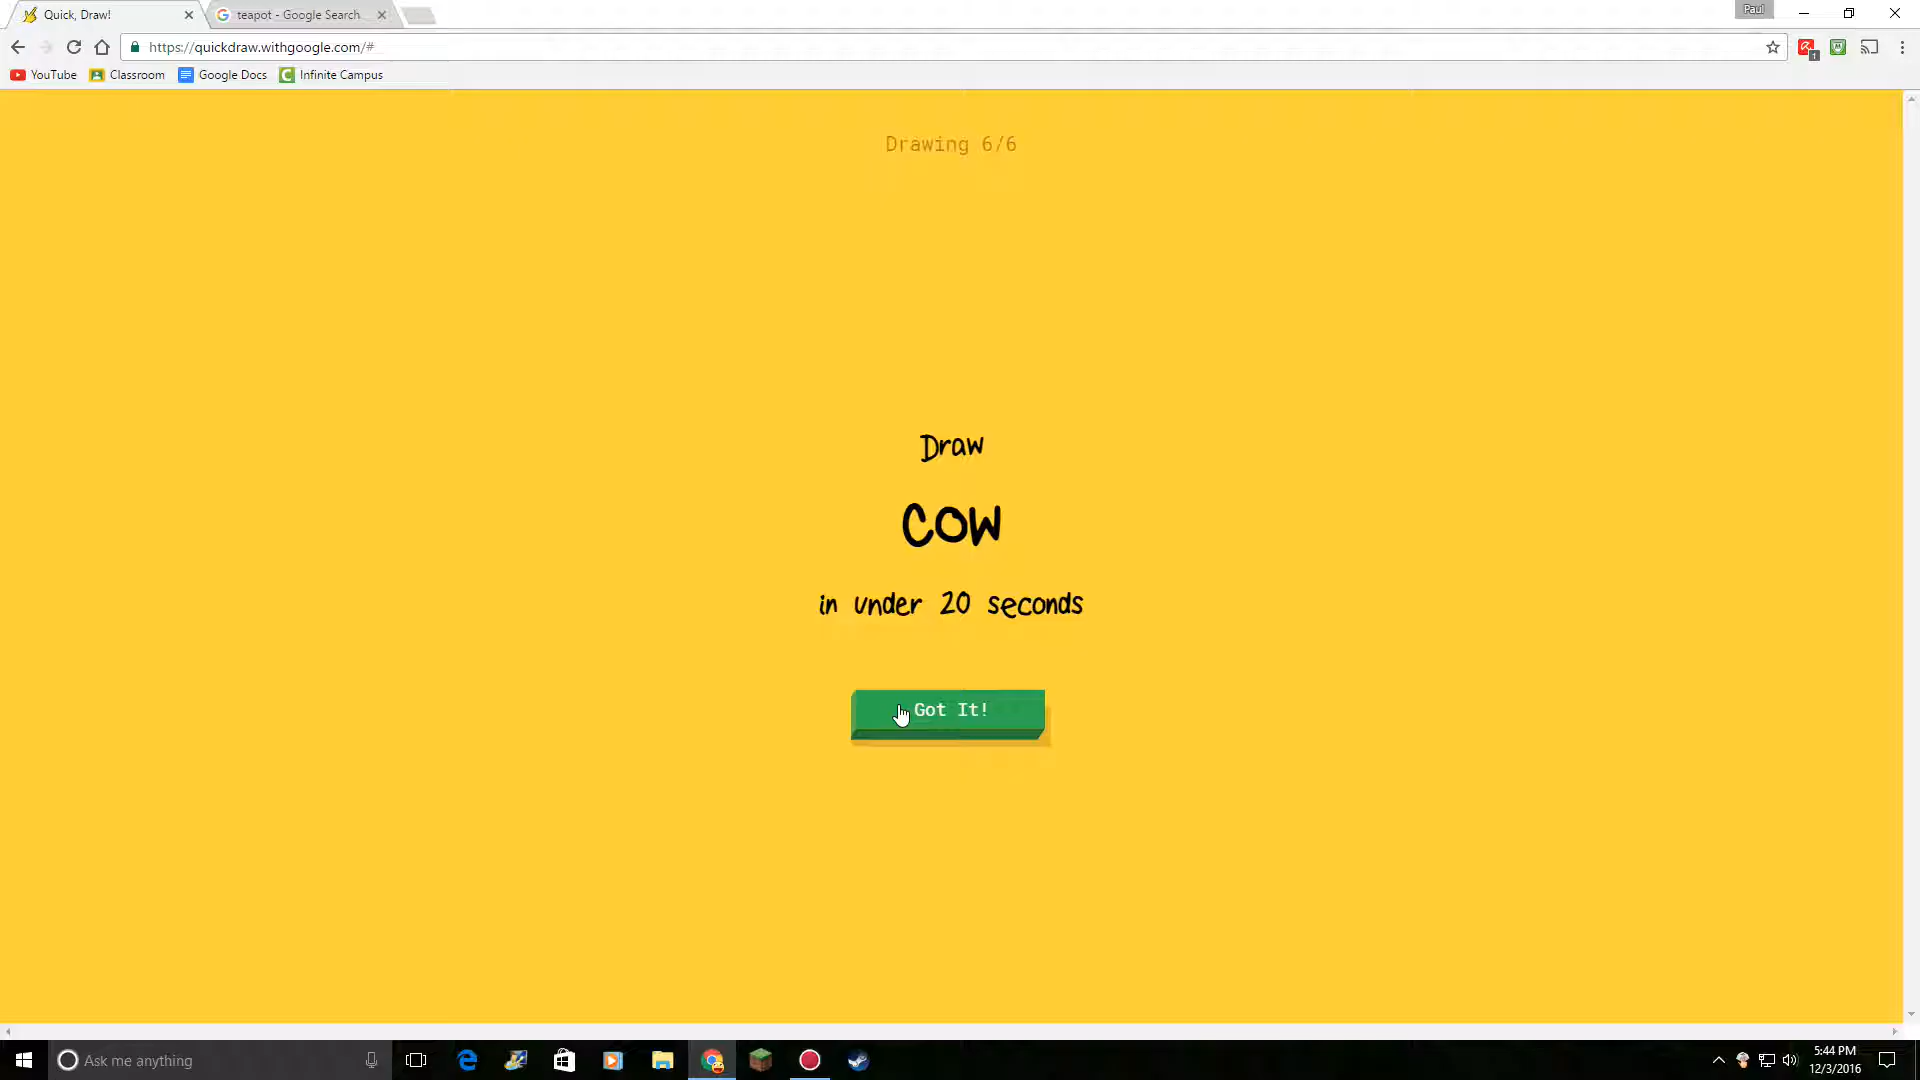 Quick, Draw!
teapot - Google Search
Paul
https://quickdraw.withgoogle.com/#
1
YouTube
Classroom
Google Docs
Infinite Campus
Drawing 6/6
Draw
cow
in under 20 seconds
Got It!
Ask me anything
5:44 PM
12/3/2016